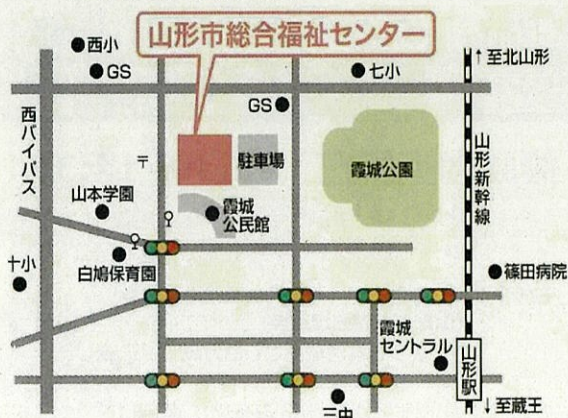 山形市総合福祉センター
西小
GS
七小
↑至北山形
GS
西バイパス
〒
駐車場
霞城公園
山形新幹線
山本学園
霞城
公民館
白鳩保育園
十小
篠田病院
霞城
セントラル
山形駅
三中
↓至蔵王